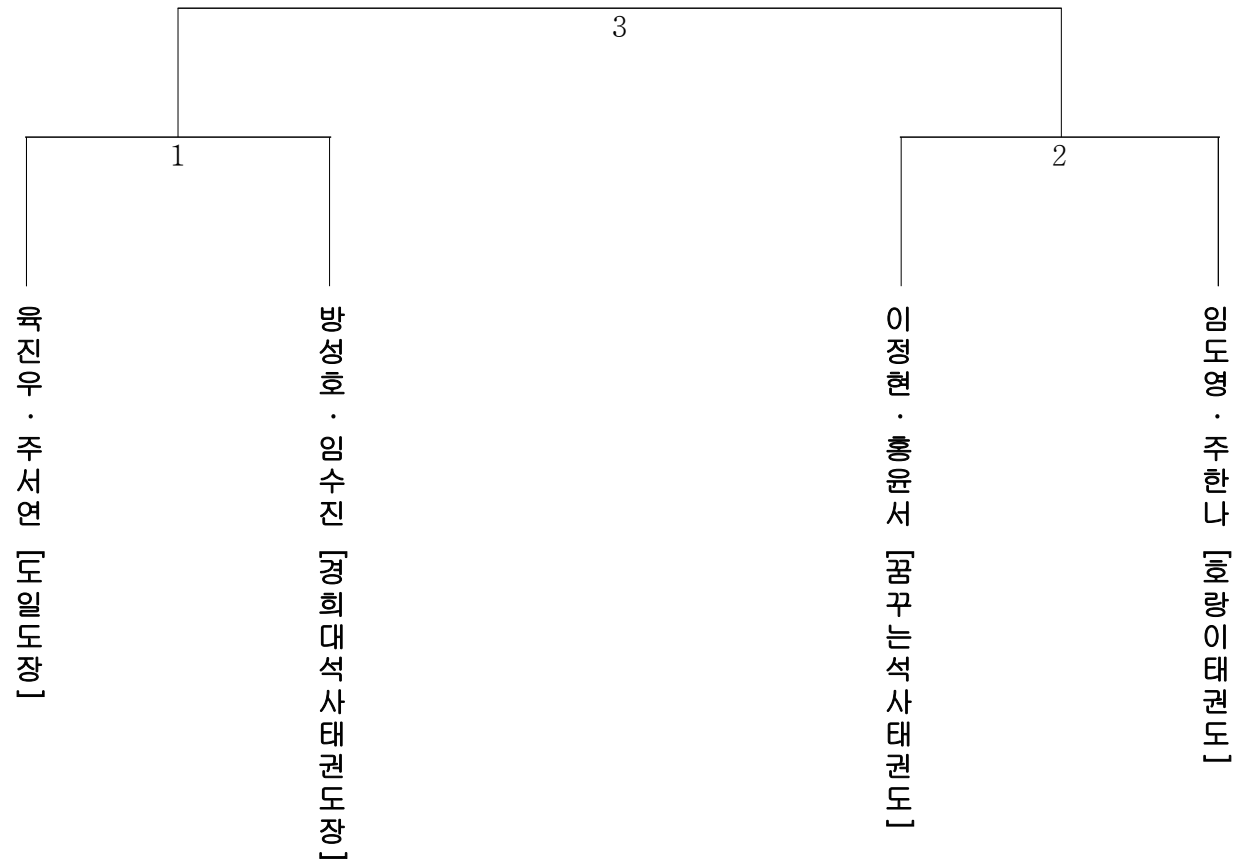 3
1
2
육진우·주서연 [도일도장]
방성호·임수진 [경희대석사태권도장]
이정현·홍윤서 [꿈꾸는석사태권도]
임도영·주한나 [호랑이태권도]